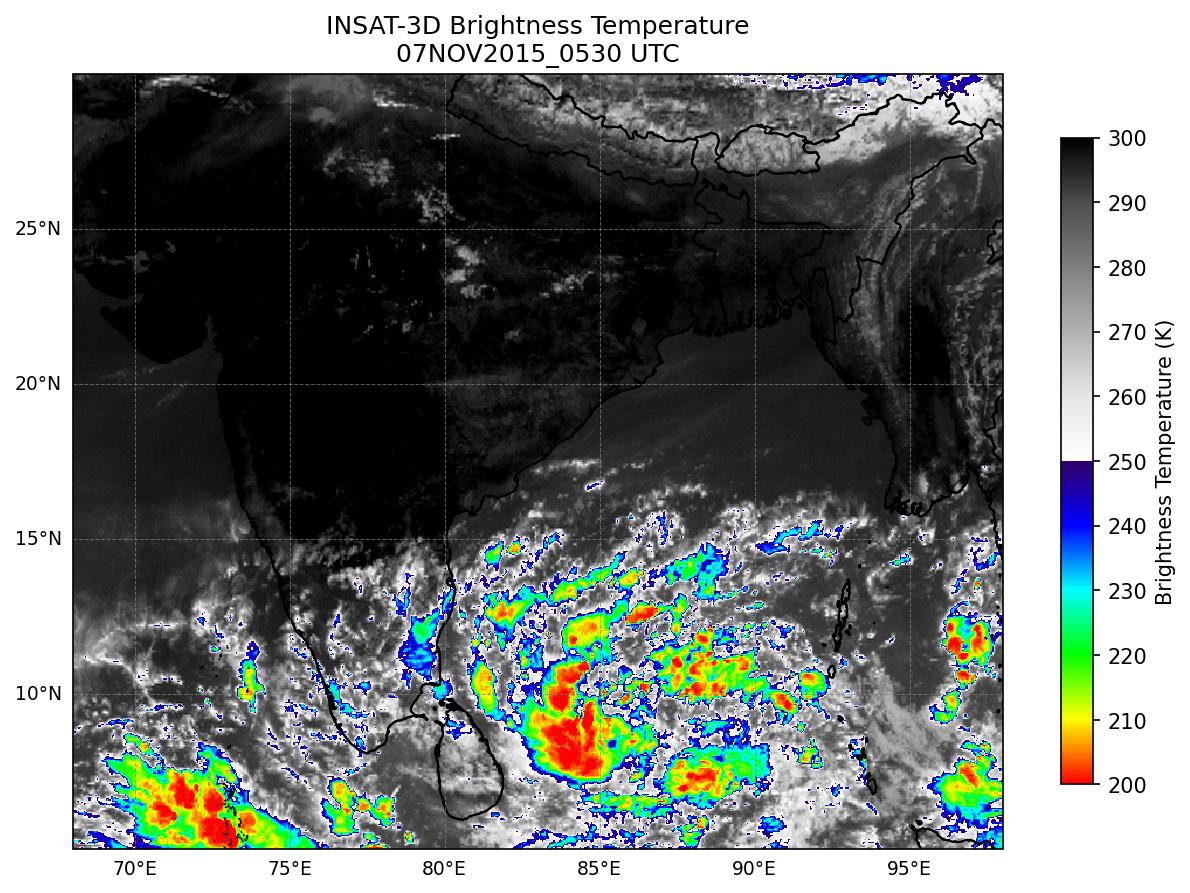 INSAT-3D Brightness Temperature
07NOV2015_0530 UTC
25°N
20°N
15°N
10°N
70°E
75°E
80°E
85°E
90°E
95°E
300
290
280
270
260
250
240
230
220
210
200
Brightness Temperature (K)